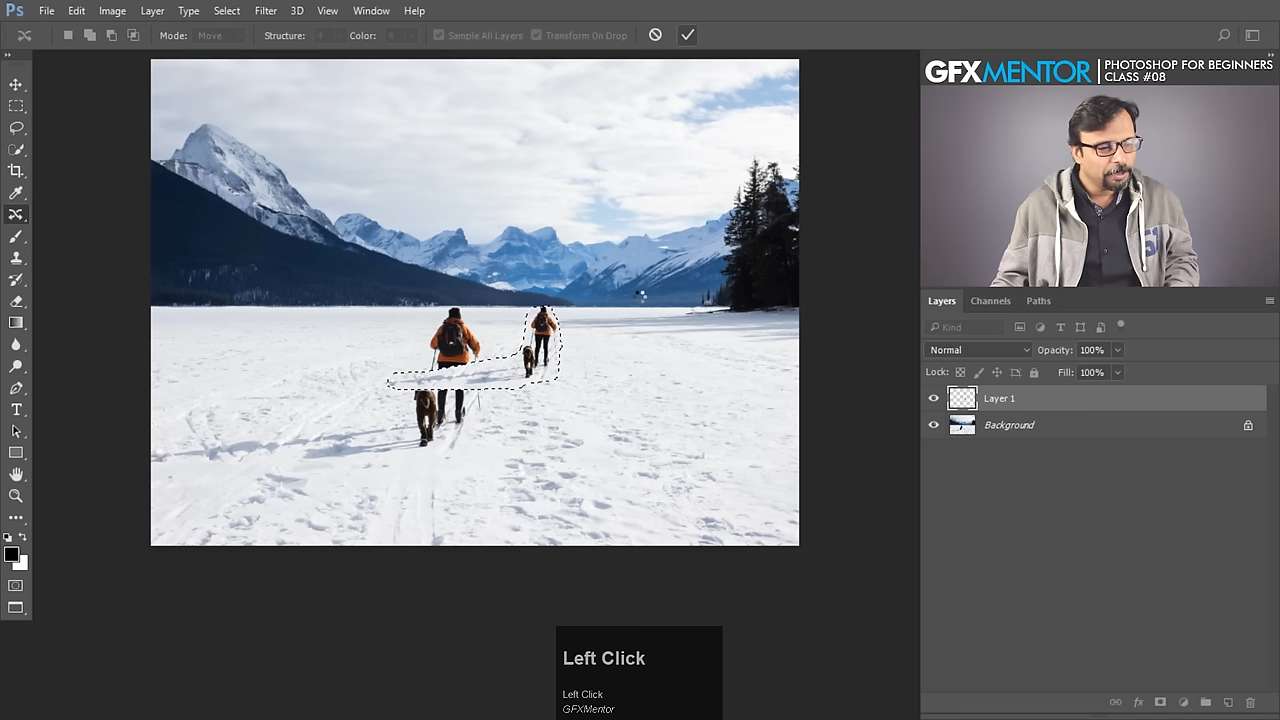 Ps File Edit Image Layer Type Select Filter 3D View Window Help
Mode: Move Structure: 4 Color: 4 Sample All Layers Transform On Drop
GFXMENTOR PHOTOSHOP FOR BEGINNERS
CLASS #08
Layers Channels Paths
Kind
Normal Opacity: 100%
Lock: Fill: 100%
Layer 1
Background
Left Click
Left Click
GFXMentor